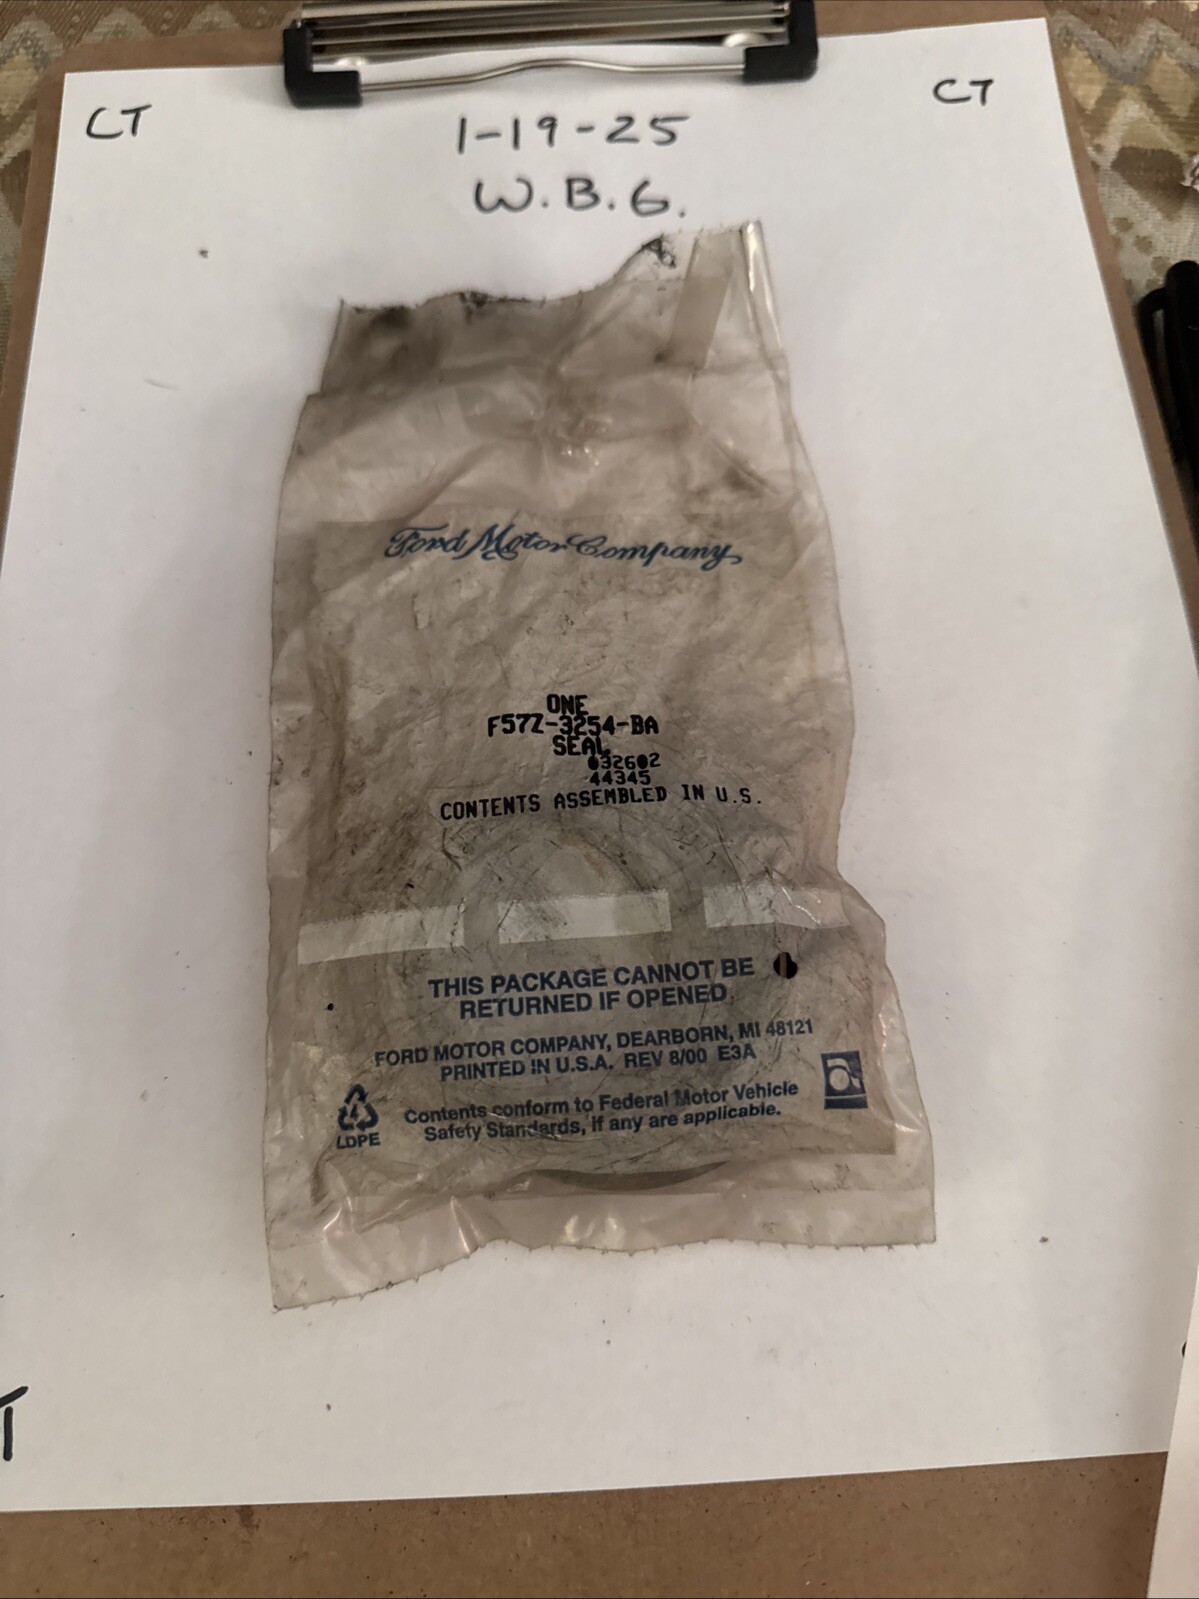 CT
CT
1-19-25
W.B.G.
Ford Motor Company
ONE
F57Z-3254-BA
SEAL
032602
44345
CONTENTS ASSEMBLED IN U.S.
THIS PACKAGE CANNOT BE
RETURNED IF OPENED
FORD MOTOR COMPANY, DEARBORN, MI 48121
PRINTED IN U.S.A. REV 8/00 E3A
Contents conform to Federal Motor Vehicle
Safety Standards, if any are applicable.
4
LDPE
T